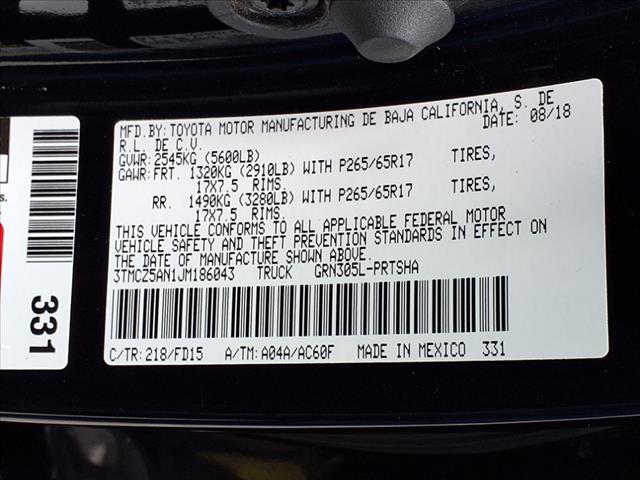 MFD.BY: TOYOTA MOTOR MANUFACTURING DE BAJA CALIFORNIA, S. DE
R.L. DE C.V. DATE: 08/18
GVWR: 2545KG (5600LB)
GAWR: FRT. 1320KG (2910LB) WITH P265/65R17 TIRES,
17X7.5 RIMS.
RR. 1490KG (3280LB) WITH P265/65R17 TIRES,
17X7.5 RIMS.
THIS VEHICLE CONFORMS TO ALL APPLICABLE FEDERAL MOTOR
VEHICLE SAFETY AND THEFT PREVENTION STANDARDS IN EFFECT ON
THE DATE OF MANUFACTURE SHOWN ABOVE.
3TMCZ5AN1JM186043 TRUCK GRN305L-PRTSHA
C/TR: 218/FD15 A/TM: A04A/AC60F MADE IN MEXICO 331
331